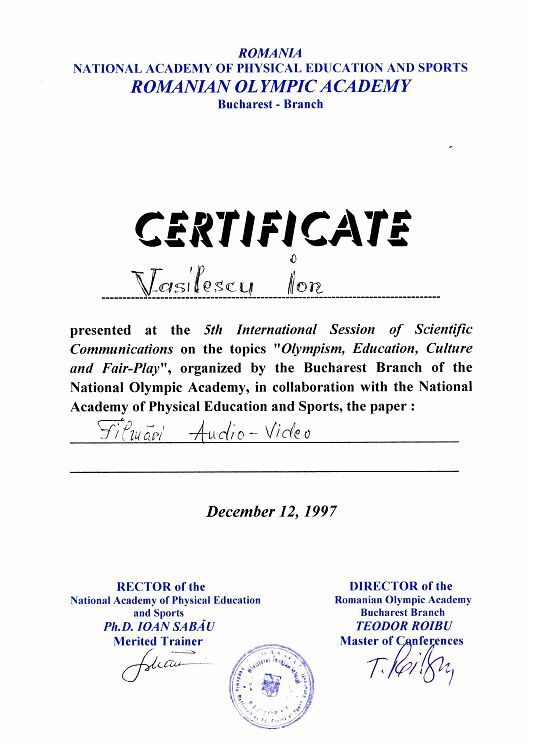 ROMANIA
NATIONAL ACADEMY OF PHYSICAL EDUCATION AND SPORTS
ROMANIAN OLYMPIC ACADEMY
Bucharest - Branch
CERTIFICATE
Vasilescu Ion
presented at the 5th International Session of Scientific
Communications on the topics "Olympism, Education, Culture
and Fair-Play", organized by the Bucharest Branch of the
National Olympic Academy, in collaboration with the National
Academy of Physical Education and Sports, the paper :
Filmări Audio-Video
December 12, 1997
RECTOR of the
National Academy of Physical Education
and Sports
Ph.D. IOAN SABĂU
Merited Trainer
DIRECTOR of the
Romanian Olympic Academy
Bucharest Branch
TEODOR ROIBU
Master of Conferences